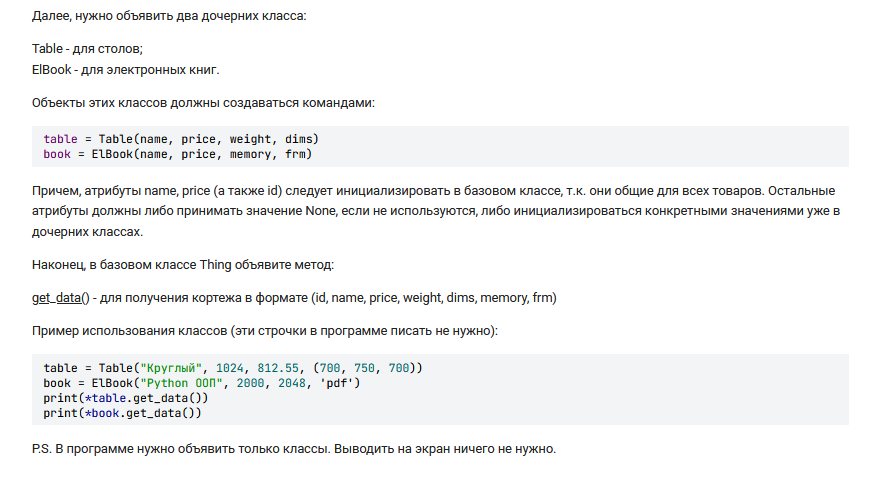 Далее, нужно объявить два дочерних класса:
Table - для столов;
ElBook - для электронных книг.
Объекты этих классов должны создаваться командами:
table = Table(name, price, weight, dims)
book = ElBook(name, price, memory, frm)
Причем, атрибуты name, price (а также id) следует инициализировать в базовом классе, т.к. они общие для всех товаров. Остальные
атрибуты должны либо принимать значение None, если не используются, либо инициализироваться конкретными значениями уже в
дочерних классах.
Наконец, в базовом классе Thing объявите метод:
get_data() - для получения кортежа в формате (id, name, price, weight, dims, memory, frm)
Пример использования классов (эти строчки в программе писать не нужно):
table = Table("Круглый", 1024, 812.55, (700, 750, 700))
book = ElBook("Python ООП", 2000, 2048, 'pdf')
print(*table.get_data())
print(*book.get_data())
P.S. В программе нужно объявить только классы. Выводить на экран ничего не нужно.